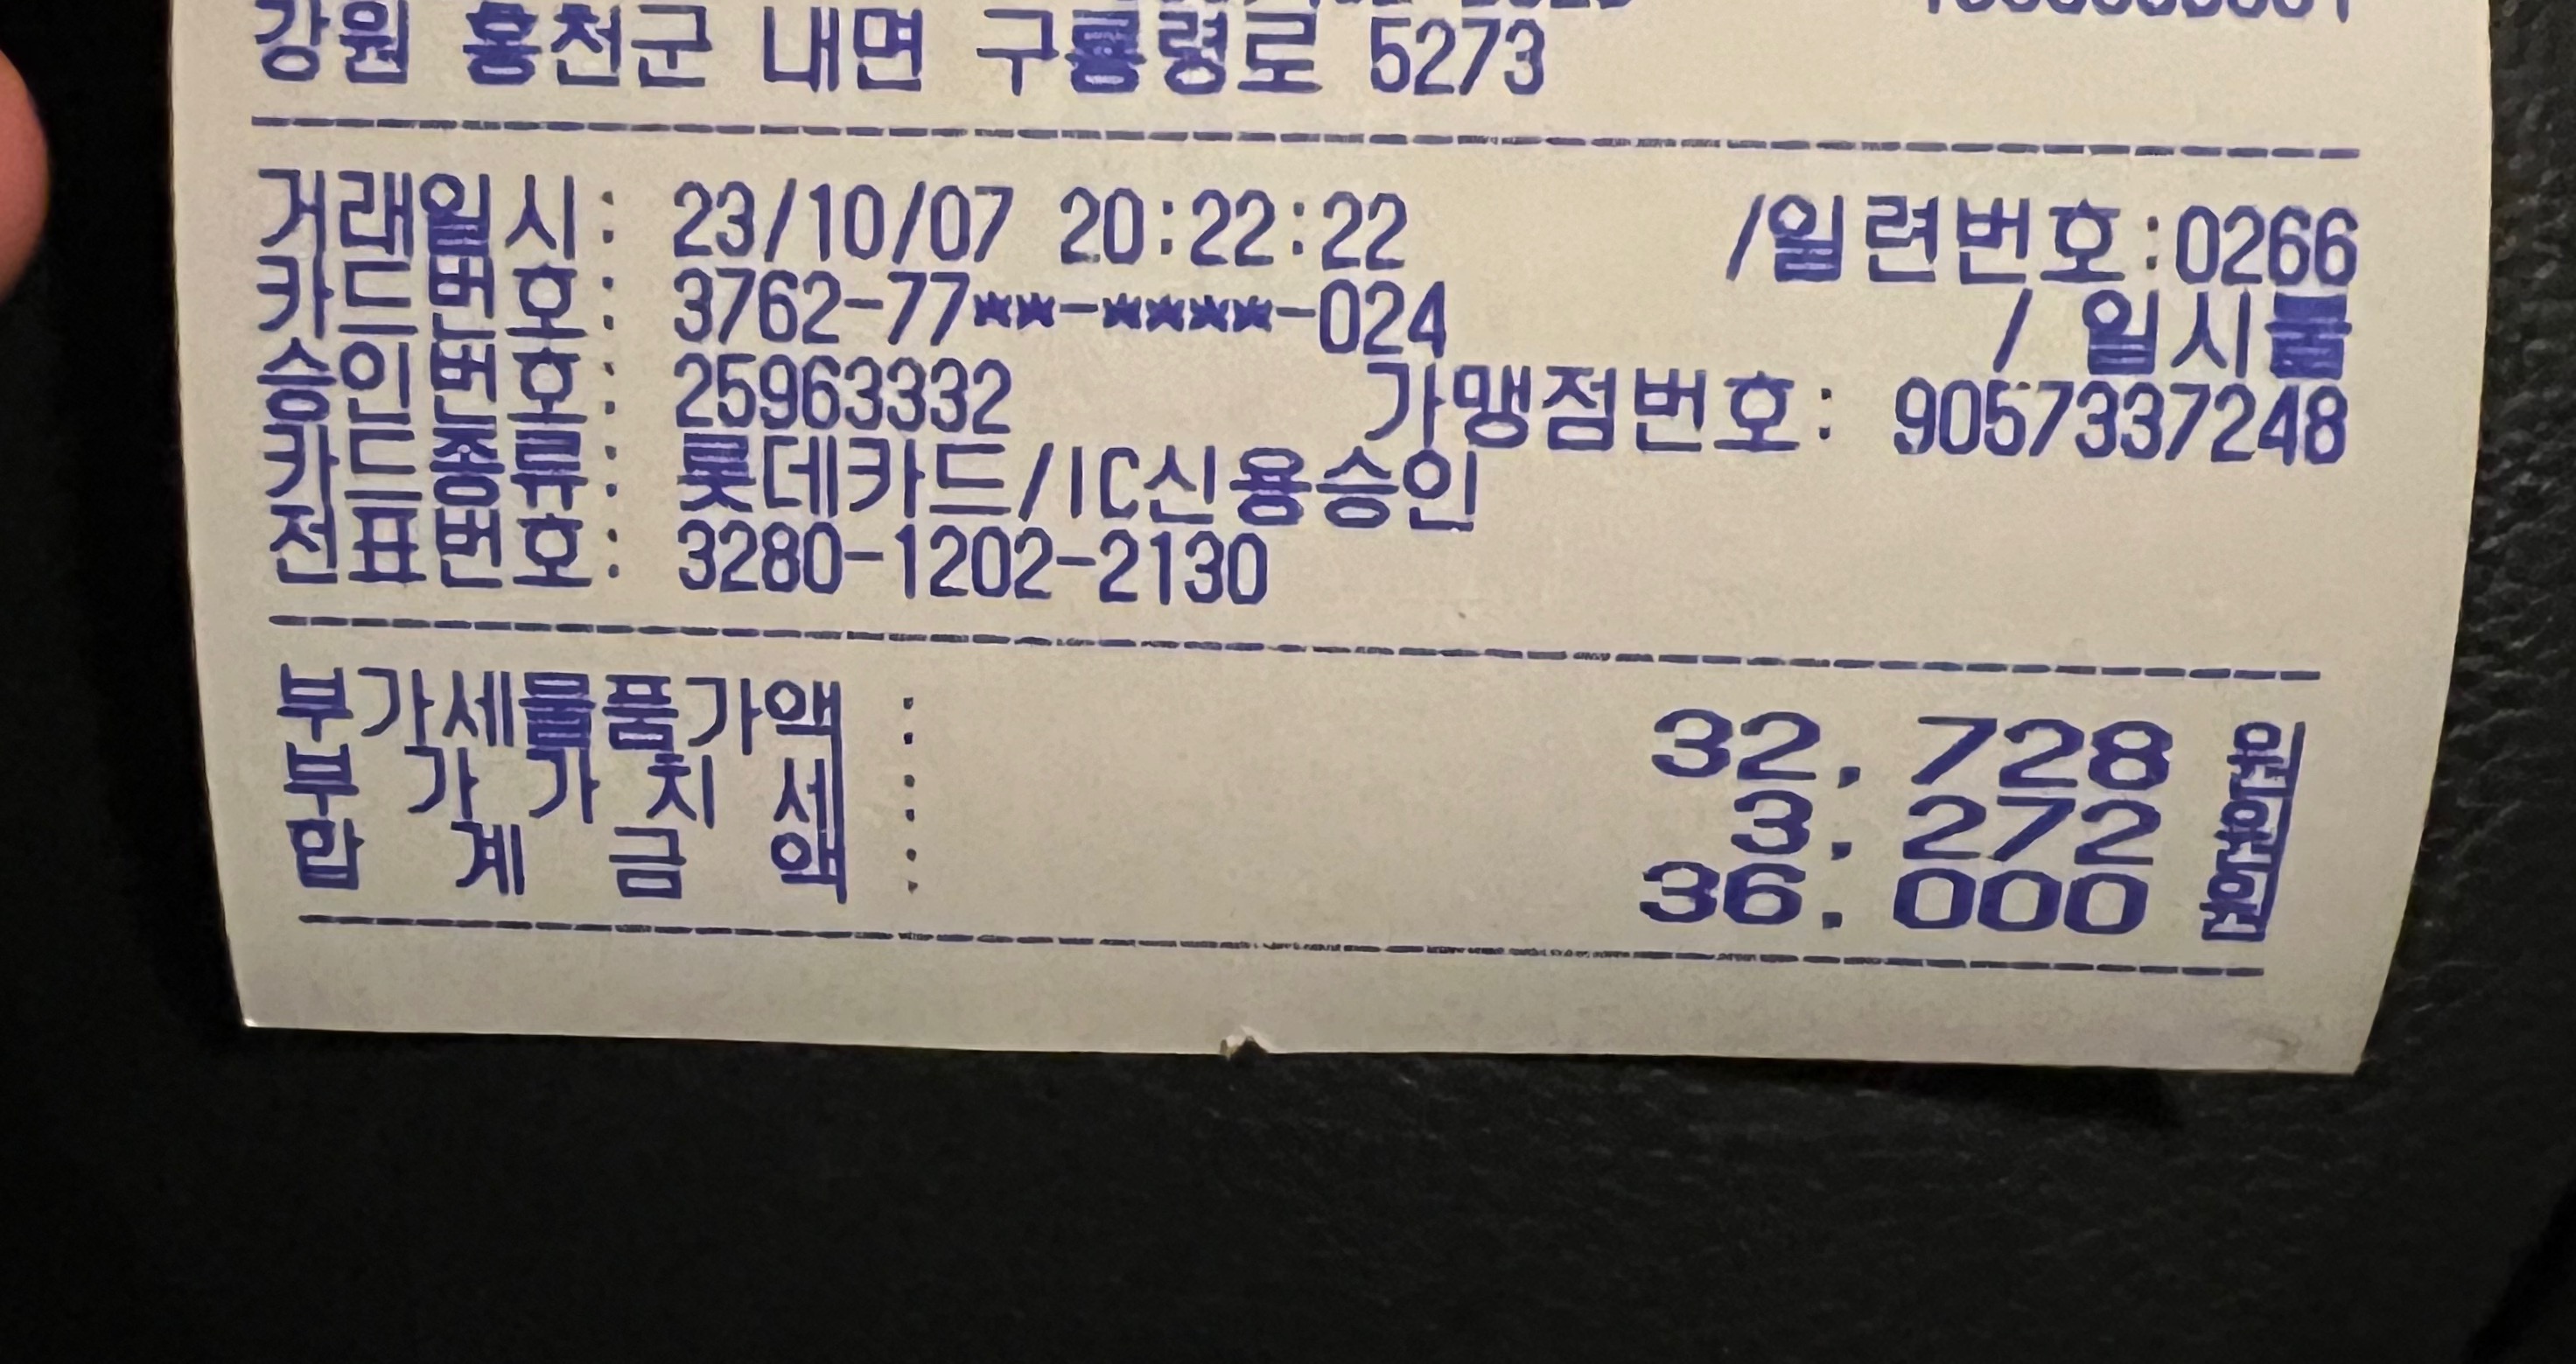 강원 홍천군 내면 구룡령로 5273
거래일시: 23/10/07 20:22:22 /일련번호:0266
카드번호: 3762-77**-****-024 / 일시불
승인번호: 25963332 가맹점번호: 9057337248
카드종류: 롯데카드/IC신용승인
전표번호: 3280-1202-2130
부가세물품가액 : 32,728 원
부 가 가 치 세 : 3,272 원
합 계 금 액 : 36,000 원